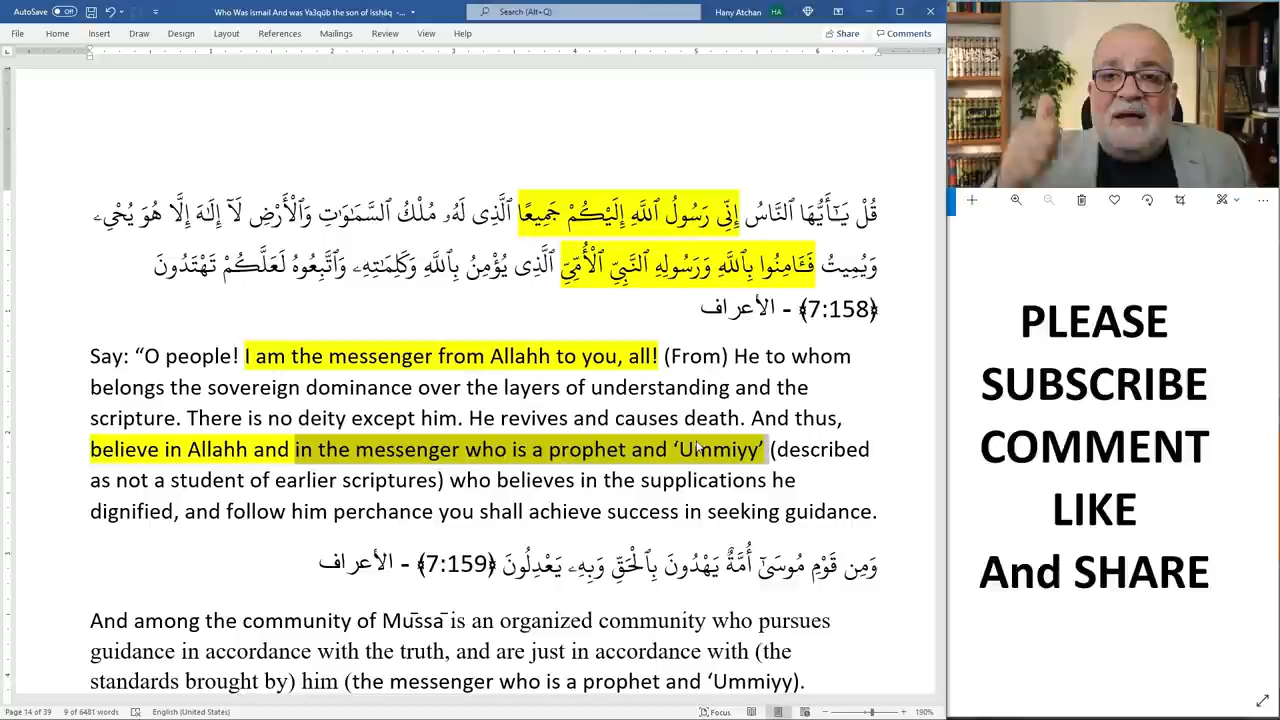 AutoSave Off
Who Was ismail And was Ya3qūb the son of isshāq -...
Search (Alt+Q)
Hany Atchan HA
File Home Insert Draw Design Layout References Mailings Review View Help
Share Comments
قُلْ يَـٰٓأَيُّهَا ٱلنَّاسُ إِنِّى رَسُولُ ٱللَّهِ إِلَيْكُمْ جَمِيعًا ٱلَّذِى لَهُۥ مُلْكُ ٱلسَّمَـٰوَٰتِ وَٱلْأَرْضِ لَآ إِلَـٰهَ إِلَّا هُوَ يُحْىِۦ
وَيُمِيتُ فَـَٔامِنُوا بِٱللَّهِ وَرَسُولِهِ ٱلنَّبِىِّ ٱلْأُمِّىِّ ٱلَّذِى يُؤْمِنُ بِٱللَّهِ وَكَلِمَـٰتِهِۦ وَٱتَّبِعُوهُ لَعَلَّكُمْ تَهْتَدُونَ
﴿7:158﴾ - الأعراف
Say: “O people! I am the messenger from Allahh to you, all! (From) He to whom
belongs the sovereign dominance over the layers of understanding and the
scripture. There is no deity except him. He revives and causes death. And thus,
believe in Allahh and in the messenger who is a prophet and ‘Ummiyy’ (described
as not a student of earlier scriptures) who believes in the supplications he
dignified, and follow him perchance you shall achieve success in seeking guidance.
وَمِن قَوْمِ مُوسَىٰٓ أُمَّةٌ يَهْدُونَ بِٱلْحَقِّ وَبِهِۦ يَعْدِلُونَ ﴿7:159﴾ - الأعراف
And among the community of Mūssā is an organized community who pursues
guidance in accordance with the truth, and are just in accordance with (the
standards brought by) him (the messenger who is a prophet and ‘Ummiyy).
Page 14 of 39 9 of 6481 words English (United States) Focus 190%
PLEASE
SUBSCRIBE
COMMENT
LIKE
And SHARE